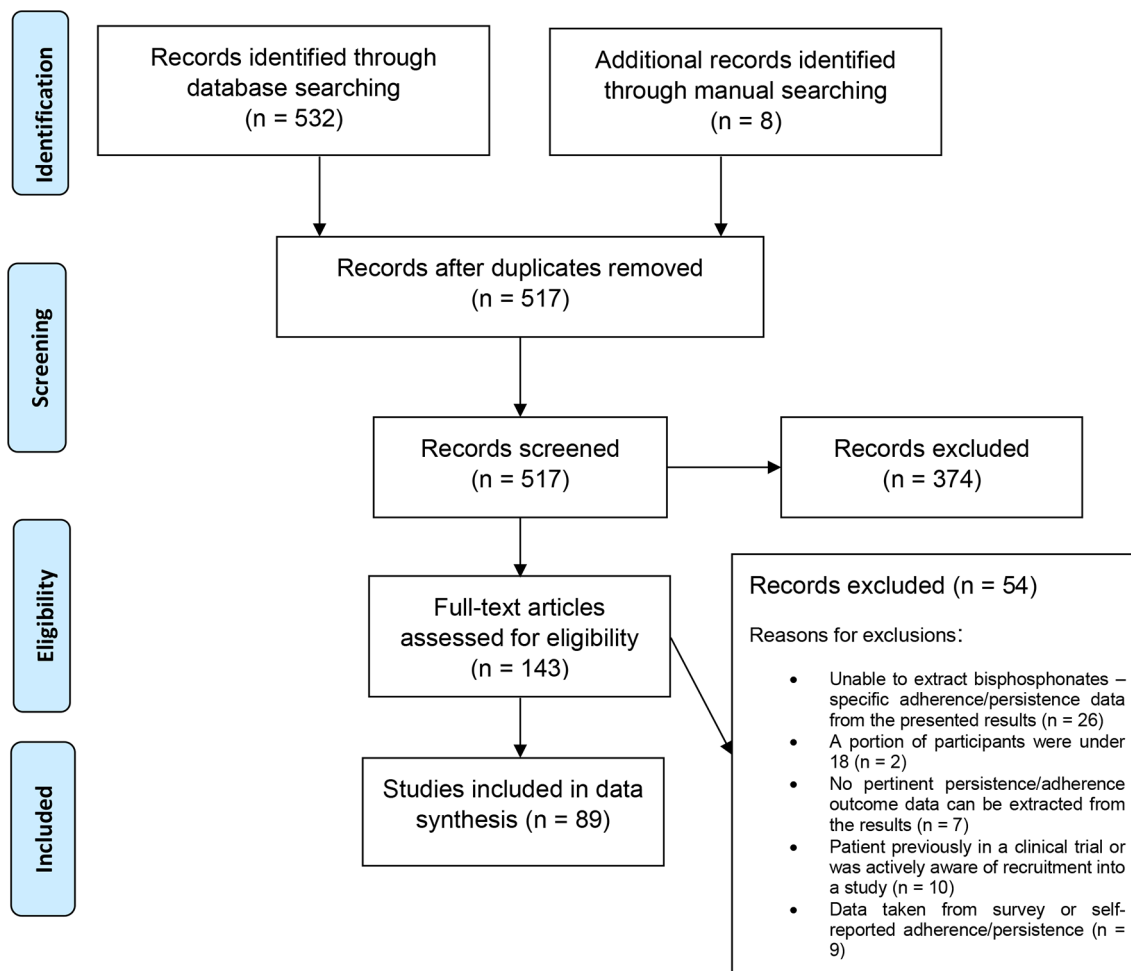 Identification
Records identified through
database searching
(n = 532)
Additional records identified
through manual searching
(n = 8)
Screening
Records after duplicates removed
(n = 517)
Records screened
(n = 517)
Records excluded
(n = 374)
Eligibility
Full-text articles
assessed for eligibility
(n = 143)
Records excluded (n = 54)
Reasons for exclusions:
• Unable to extract bisphosphonates –
specific adherence/persistence data
from the presented results (n = 26)
• A portion of participants were under
18 (n = 2)
• No pertinent persistence/adherence
outcome data can be extracted from
the results (n = 7)
• Patient previously in a clinical trial or
was actively aware of recruitment into
a study (n = 10)
• Data taken from survey or self-
reported adherence/persistence (n =
9)
Included
Studies included in data
synthesis (n = 89)